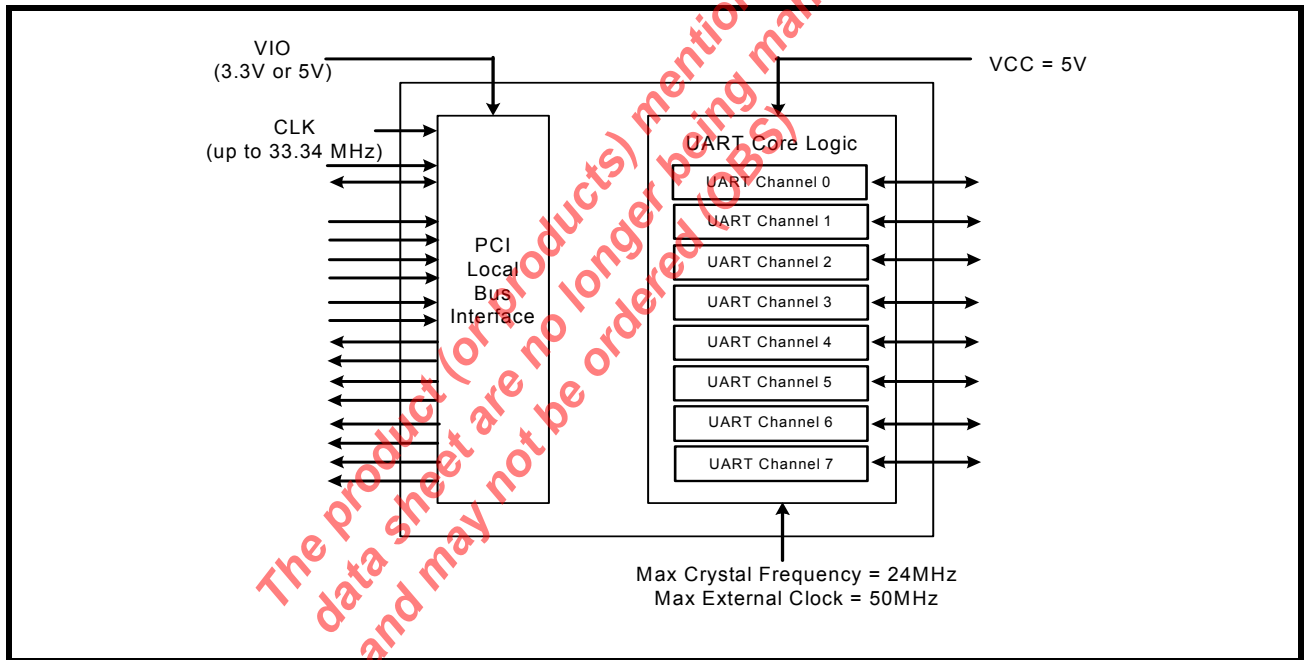 VIO
(3.3V or 5V)
VCC = 5V
CLK
(up to 33.34 MHz)
PCI
Local
Bus
Interface
UART Core Logic
UART Channel 0
UART Channel 1
UART Channel 2
UART Channel 3
UART Channel 4
UART Channel 5
UART Channel 6
UART Channel 7
Max Crystal Frequency = 24MHz
Max External Clock = 50MHz
The product (or products)
data sheet are no longer being
and may not be ordered (OBS)